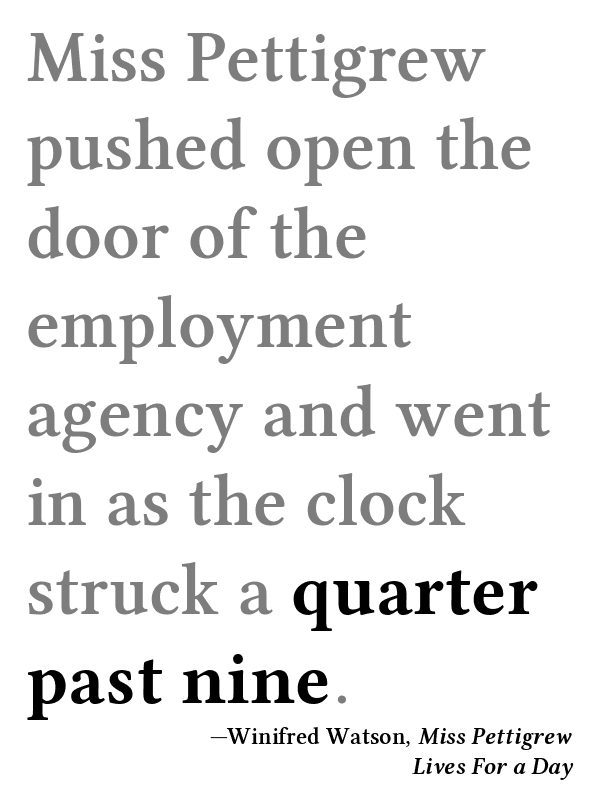 Miss Pettigrew
pushed open the
door of the
employment
agency and went
in as the clock
struck a quarter
past nine.
—Winifred Watson, Miss Pettigrew
Lives For a Day